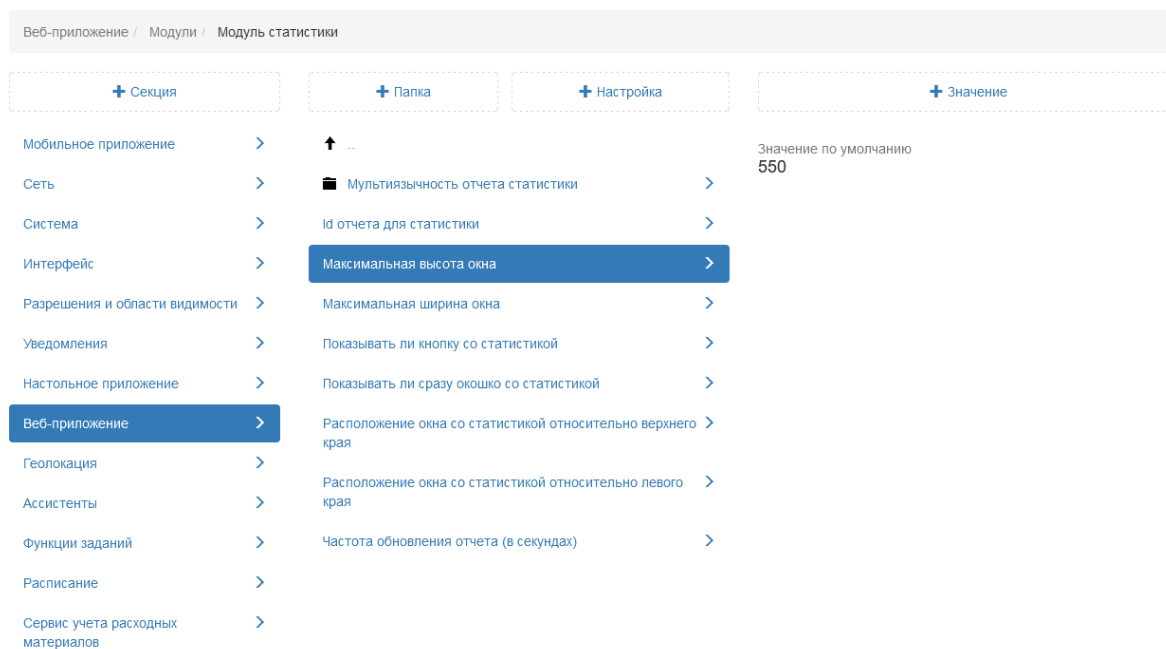 Веб-приложение / Модули / Модуль статистики
+ Секция
+ Папка
+ Настройка
+ Значение
Мобильное приложение
Сеть
Система
Интерфейс
Разрешения и области видимости
Уведомления
Настольное приложение
Веб-приложение
Геолокация
Ассистенты
Функции заданий
Расписание
Сервис учета расходных
материалов
..
Мультиязычность отчета статистики
Id отчета для статистики
Максимальная высота окна
Максимальная ширина окна
Показывать ли кнопку со статистикой
Показывать ли сразу окошко со статистикой
Расположение окна со статистикой относительно верхнего
края
Расположение окна со статистикой относительно левого
края
Частота обновления отчета (в секундах)
Значение по умолчанию
550